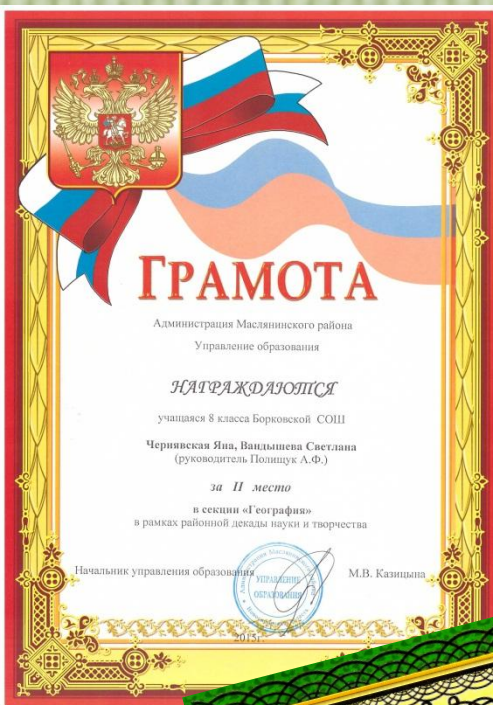 ГРАМОТА
Администрация Маслянинского района
Управление образования
НАГРАЖДАЮТСЯ
учащаяся 8 класса Борковской СОШ
Чернявская Яна, Вандышева Светлана
(руководитель Полищук А.Ф.)
за II место
в секции «География»
в рамках районной декады науки и творчества
Начальник управления образования
М.В. Казицына
УПРАВЛЕНИЕ
ОБРАЗОВАНИЯ
2015г.